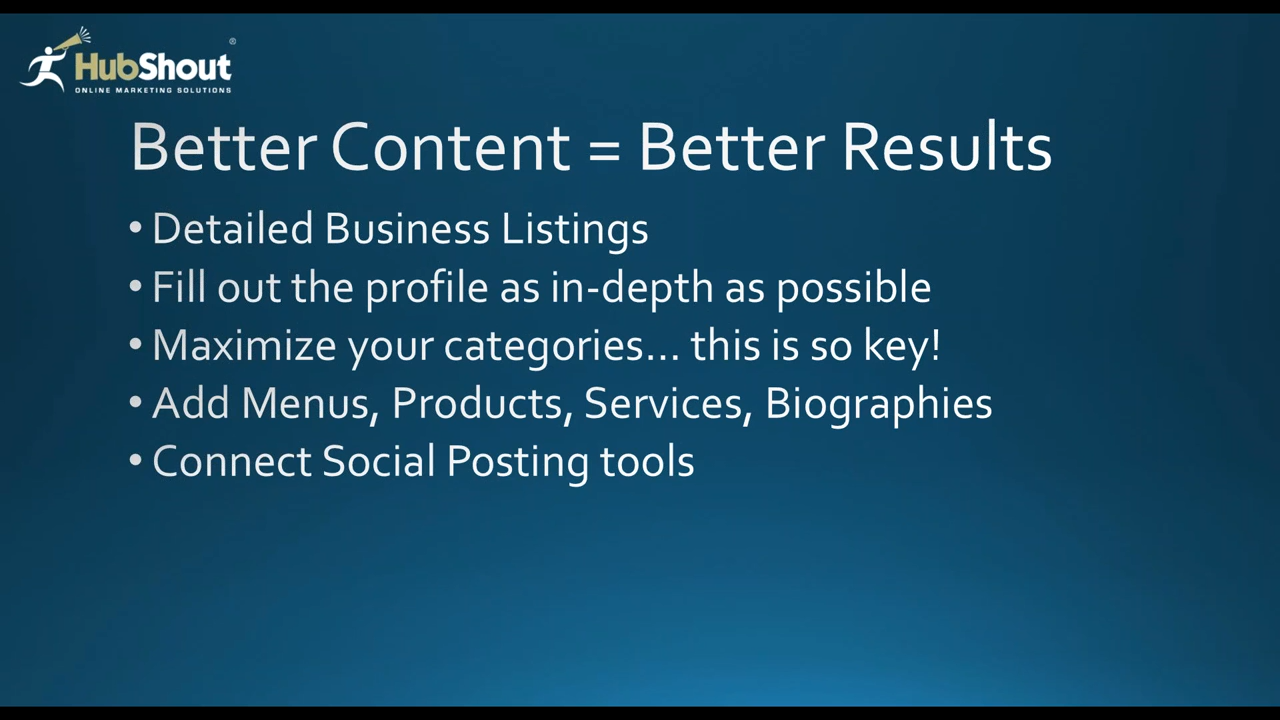 HubShout®
ONLINE MARKETING SOLUTIONS
Better Content = Better Results
• Detailed Business Listings
• Fill out the profile as in-depth as possible
• Maximize your categories... this is so key!
• Add Menus, Products, Services, Biographies
• Connect Social Posting tools